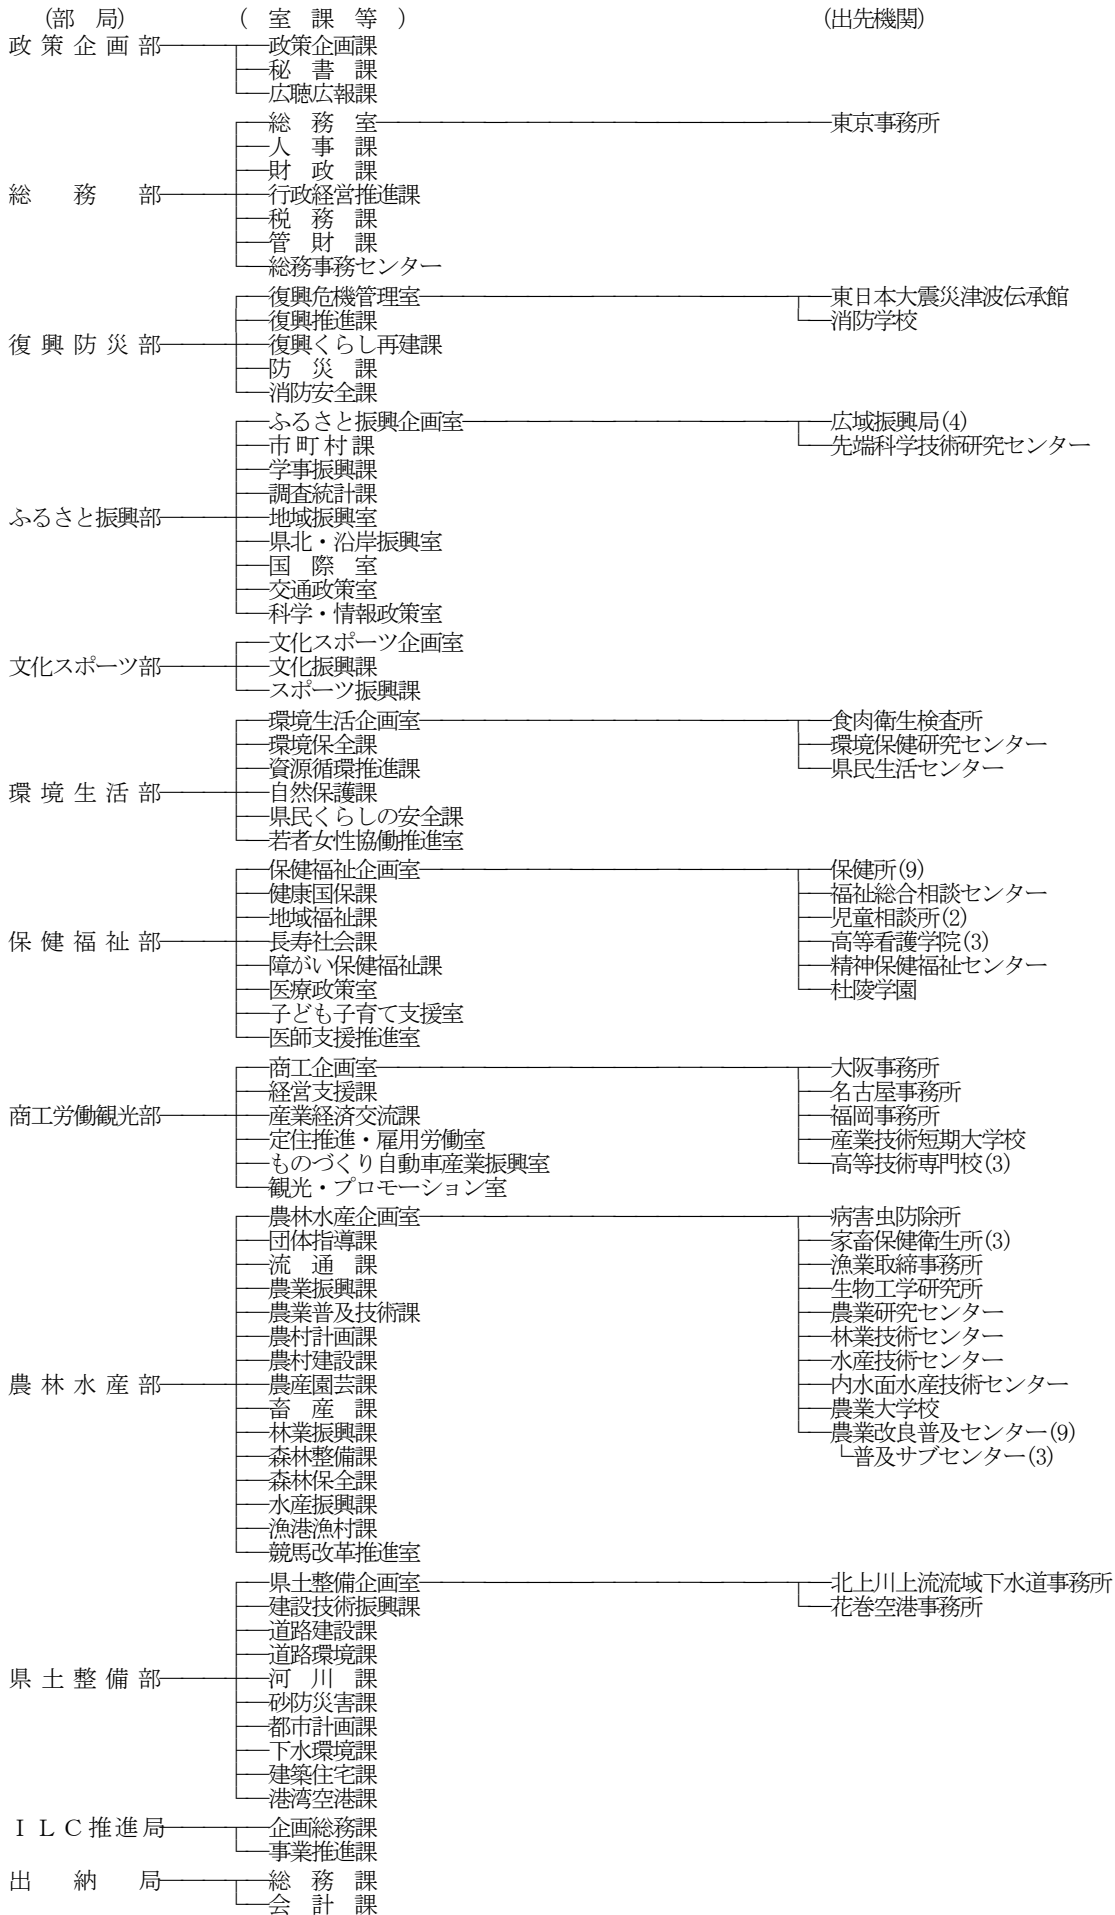 (部　局)　(　室　課　等　)　(出先機関)
政 策 企 画 部　政策企画課
秘　書　課
広聴広報課
総　務　室　東京事務所
人　事　課
財　政　課
総　　務　　部　行政経営推進課
税　務　課
管　財　課
総務事務センター
復興危機管理室　東日本大震災津波伝承館
復興推進課　消防学校
復 興 防 災 部　復興くらし再建課
防　災　課
消防安全課
ふるさと振興企画室　広域振興局(4)
市 町 村 課　先端科学技術研究センター
学事振興課
調査統計課
ふるさと振興部　地域振興室
県北・沿岸振興室
国　際　室
交通政策室
科学・情報政策室
文化スポーツ企画室
文化スポーツ部　文化振興課
スポーツ振興課
環境生活企画室　食肉衛生検査所
環境保全課　環境保健研究センター
資源循環推進課　県民生活センター
環 境 生 活 部　自然保護課
県民くらしの安全課
若者女性協働推進室
保健福祉企画室　保健所(9)
健康国保課　福祉総合相談センター
地域福祉課　児童相談所(2)
保 健 福 祉 部　長寿社会課　高等看護学院(3)
障がい保健福祉課　精神保健福祉センター
医療政策室　杜陵学園
子ども子育て支援室
医師支援推進室
商工企画室　大阪事務所
経営支援課　名古屋事務所
商工労働観光部　産業経済交流課　福岡事務所
定住推進・雇用労働室　産業技術短期大学校
ものづくり自動車産業振興室　高等技術専門校(3)
観光・プロモーション室
農林水産企画室　病害虫防除所
団体指導課　家畜保健衛生所(3)
流　通　課　漁業取締事務所
農業振興課　生物工学研究所
農業普及技術課　農業研究センター
農村計画課　林業技術センター
農村建設課　水産技術センター
農 林 水 産 部　農産園芸課　内水面水産技術センター
畜　産　課　農業大学校
林業振興課　農業改良普及センター(9)
森林整備課　普及サブセンター(3)
森林保全課
水産振興課
漁港漁村課
競馬改革推進室
県土整備企画室　北上川上流流域下水道事務所
建設技術振興課　花巻空港事務所
道路建設課
道路環境課
県 土 整 備 部　河　川　課
砂防災害課
都市計画課
下水環境課
建築住宅課
港湾空港課
ＩＬＣ推進局　企画総務課
事業推進課
出　　納　　局　総　務　課
会　計　課